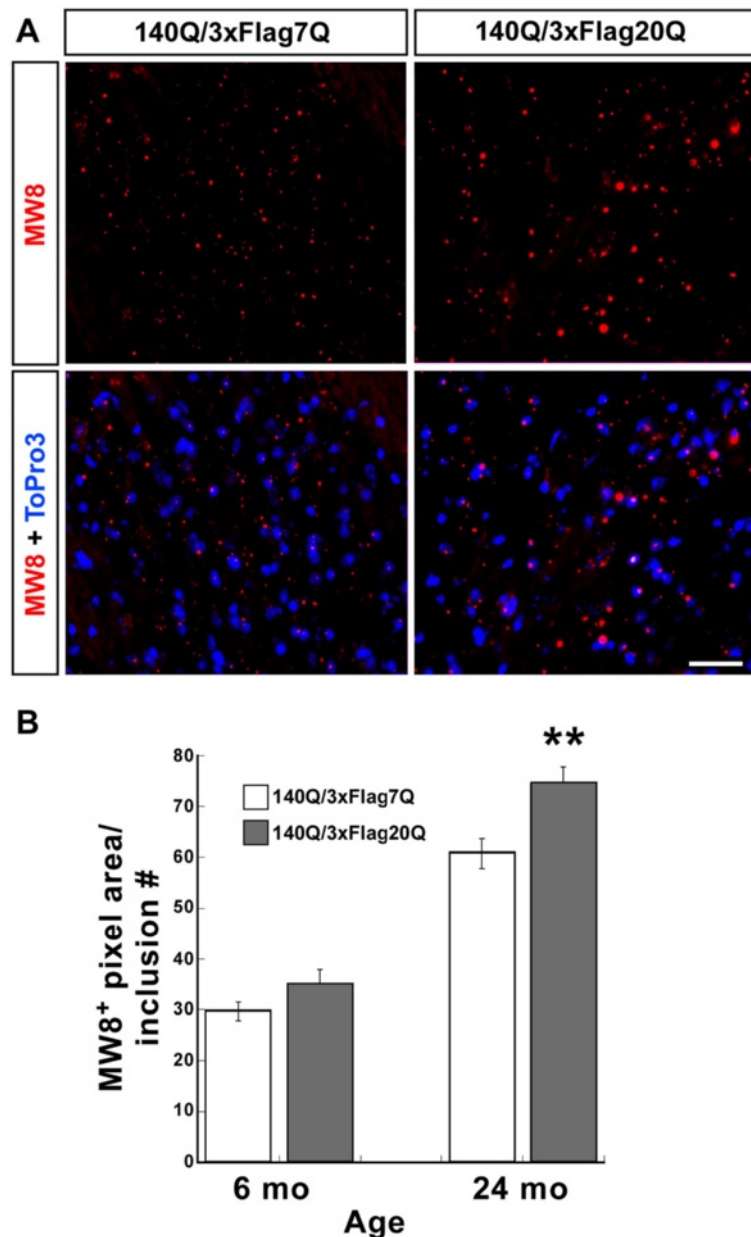 A
140Q/3xFlag7Q
140Q/3xFlag20Q
MW8
MW8 + ToPro3
B
**
80
70
60
50
40
30
20
10
0
140Q/3xFlag7Q
140Q/3xFlag20Q
MW8⁺ pixel area/
inclusion #
6 mo
24 mo
Age